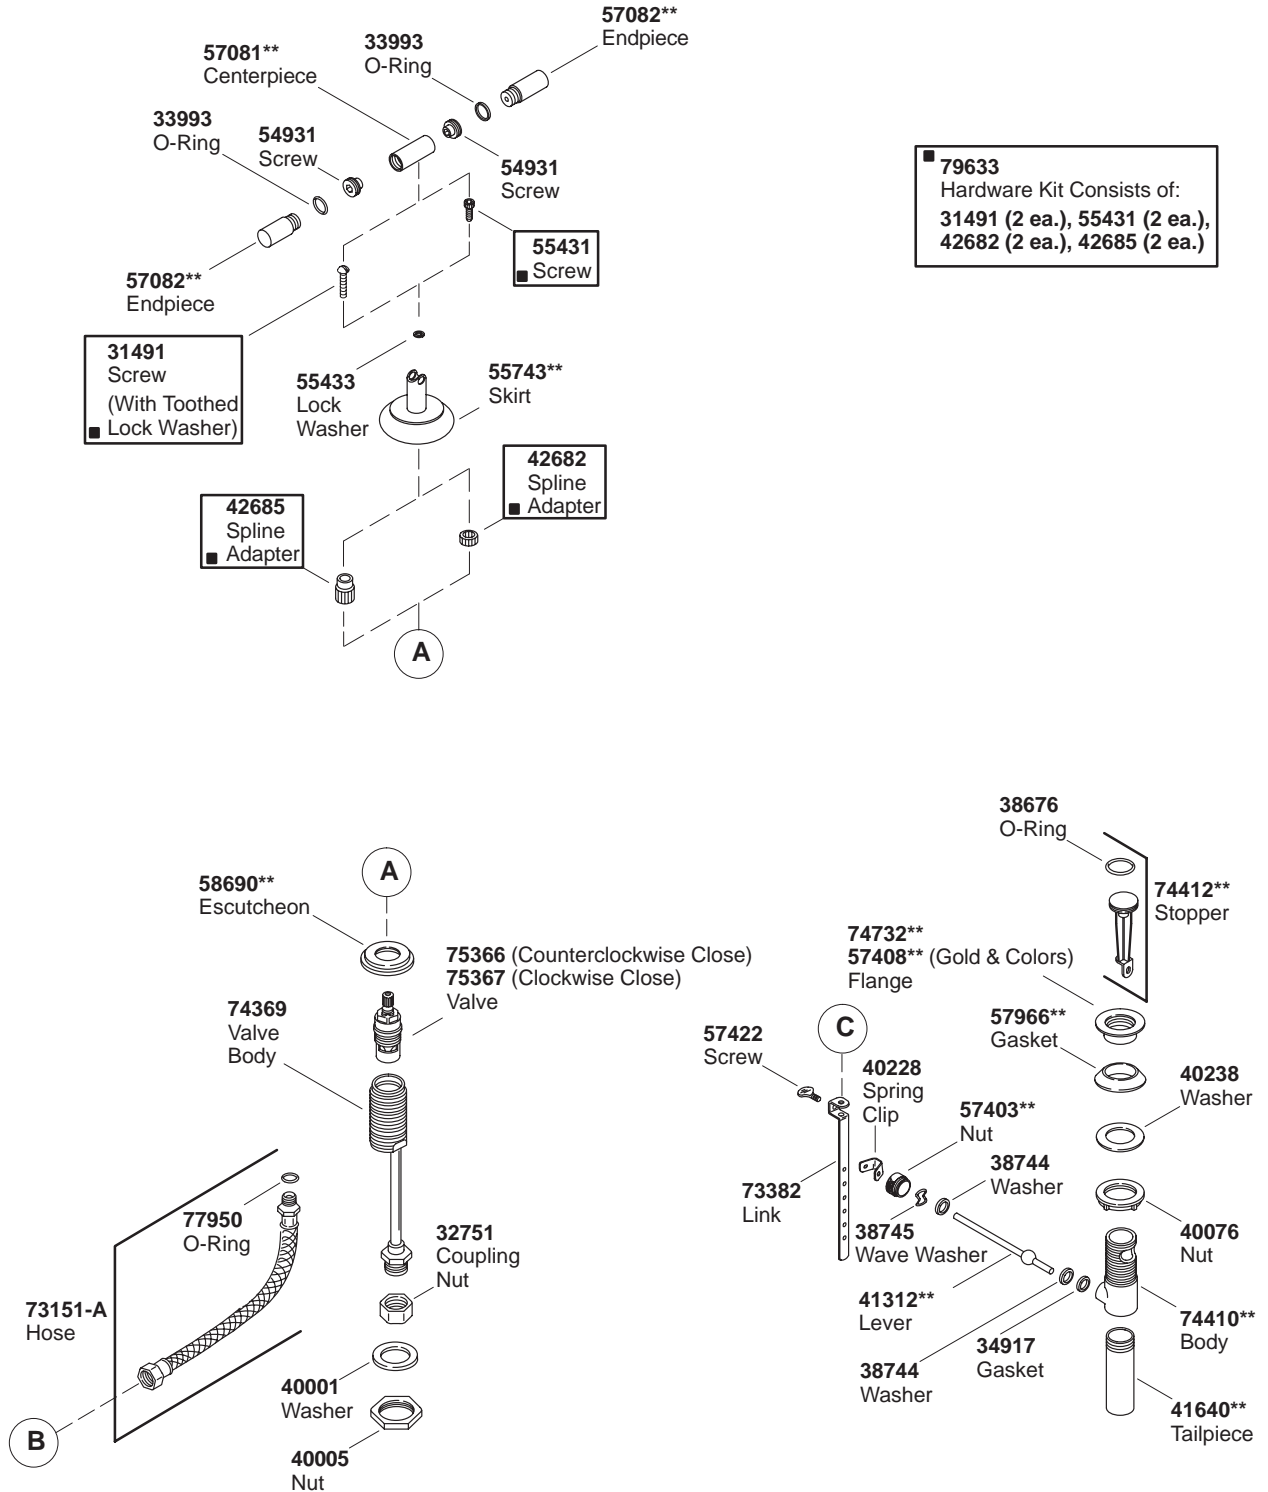 57082**
Endpiece
33993
O-Ring
57081**
Centerpiece
33993
O-Ring
54931
Screw
54931
Screw
79633
Hardware Kit Consists of:
31491 (2 ea.), 55431 (2 ea.),
42682 (2 ea.), 42685 (2 ea.)
55431
Screw
57082**
Endpiece
31491
Screw
(With Toothed
Lock Washer)
55433
Lock
Washer
55743**
Skirt
42682
Spline
Adapter
42685
Spline
Adapter
A
A
58690**
Escutcheon
75366 (Counterclockwise Close)
75367 (Clockwise Close)
Valve
74369
Valve
Body
77950
O-Ring
32751
Coupling
Nut
73151-A
Hose
40001
Washer
B
40005
Nut
38676
O-Ring
74412**
Stopper
74732**
57408** (Gold & Colors)
Flange
57966**
Gasket
C
57422
Screw
40228
Spring
Clip
40238
Washer
57403**
Nut
38744
Washer
73382
Link
38745
Wave Washer
40076
Nut
41312**
Lever
74410**
Body
34917
Gasket
38744
Washer
41640**
Tailpiece